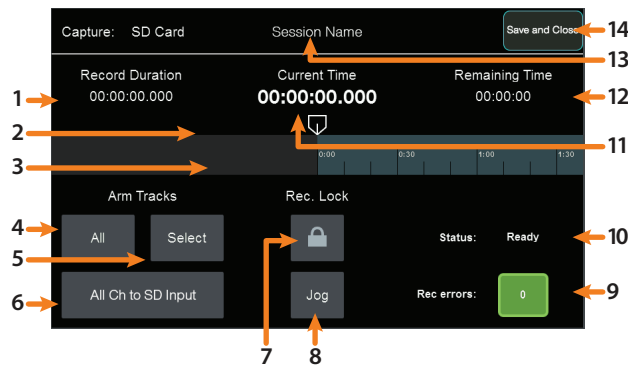 Capture: SD Card Session Name Save and Close 14
13
Record Duration Current Time Remaining Time
1 00:00:00.000 00:00:00.000 00:00:00 12
2
11
0:00 0:30 1:00 1:30
3
Arm Tracks Rec. Lock
4 All Select Status: Ready 10
5
6 All Ch to SD Input Jog Rec errors: 0 9
7 8